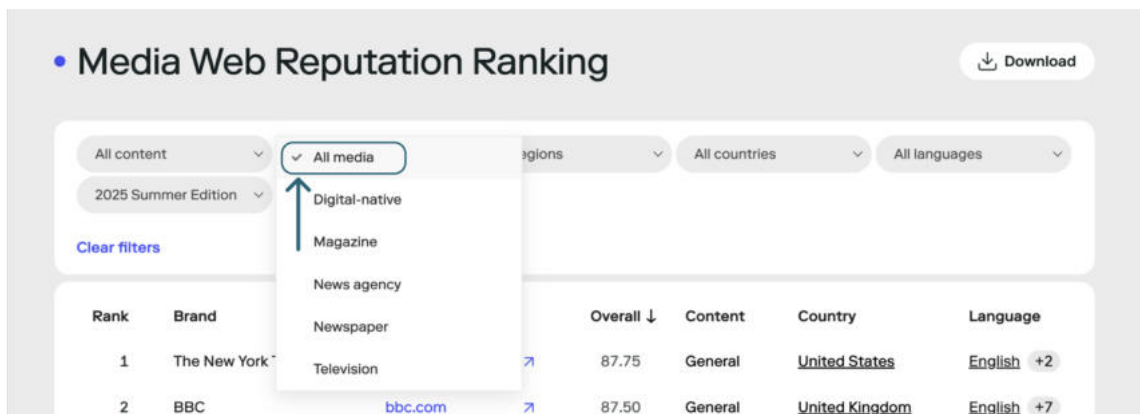 Media Web Reputation Ranking
Download
All content
All media
egions
All countries
All languages
2025 Summer Edition
Digital-native
Clear filters
Magazine
News agency
Newspaper
Television
Rank Brand Overall ↓ Content Country Language
1 The New York 87.75 General United States English +2
2 BBC bbc.com 87.50 General United Kingdom English +7